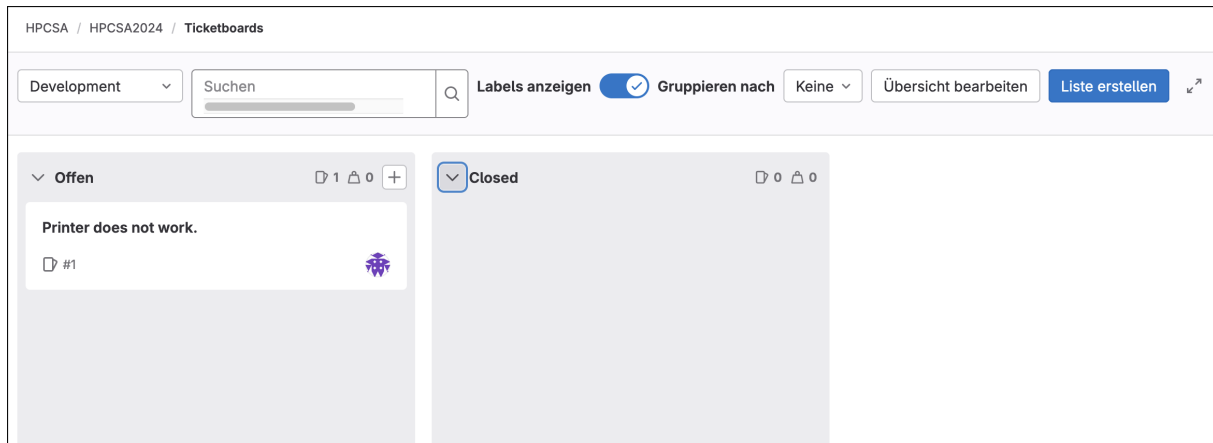 HPCSA / HPCSA2024 / Ticketboards
Development Suchen Labels anzeigen Gruppieren nach Keine Übersicht bearbeiten Liste erstellen
Offen 1 0 Closed 0 0
Printer does not work.
#1